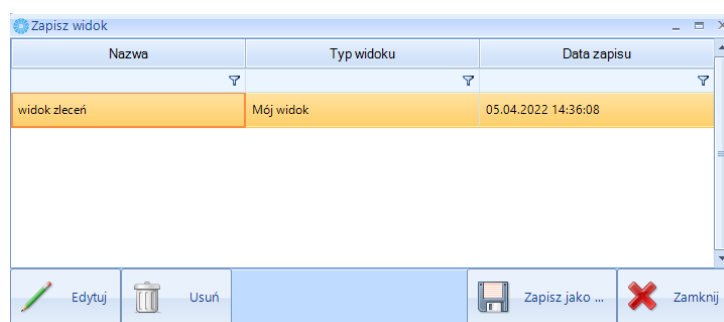 Zapisz widok
Nazwa Typ widoku Data zapisu
widok zleceń Mój widok 05.04.2022 14:36:08
Edytuj Usuń Zapisz jako ... Zamknij